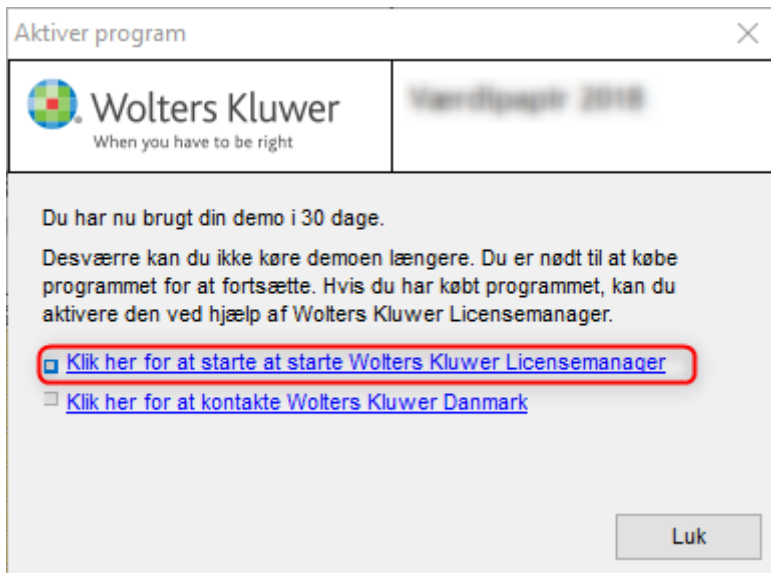 Aktiver program
Wolters Kluwer
When you have to be right
Værdipapir 2018
Du har nu brugt din demo i 30 dage.
Desværre kan du ikke køre demoen længere. Du er nødt til at købe
programmet for at fortsætte. Hvis du har købt programmet, kan du
aktivere den ved hjælp af Wolters Kluwer Licensemanager.
Klik her for at starte at starte Wolters Kluwer Licensemanager
Klik her for at kontakte Wolters Kluwer Danmark
Luk